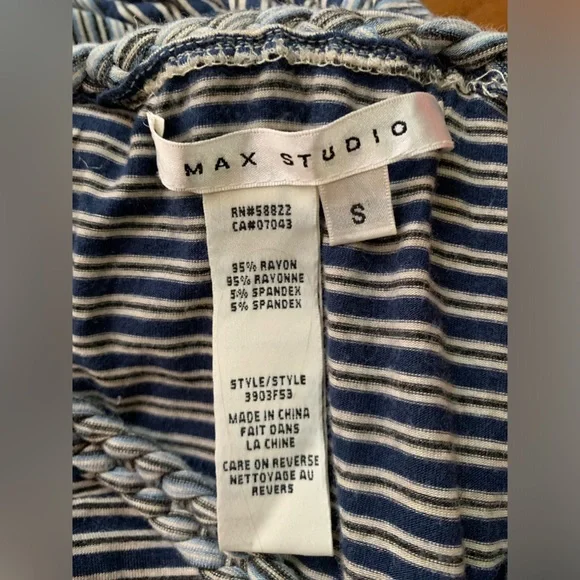 MAX STUDIO
S
RN#58822
CA#07043
95% RAYON
95% RAYONNE
5% SPANDEX
5% SPANDEX
STYLE/STYLE
3903F53
MADE IN CHINA
FAIT DANS
LA CHINE
CARE ON REVERSE
NETTOYAGE AU
REVERS